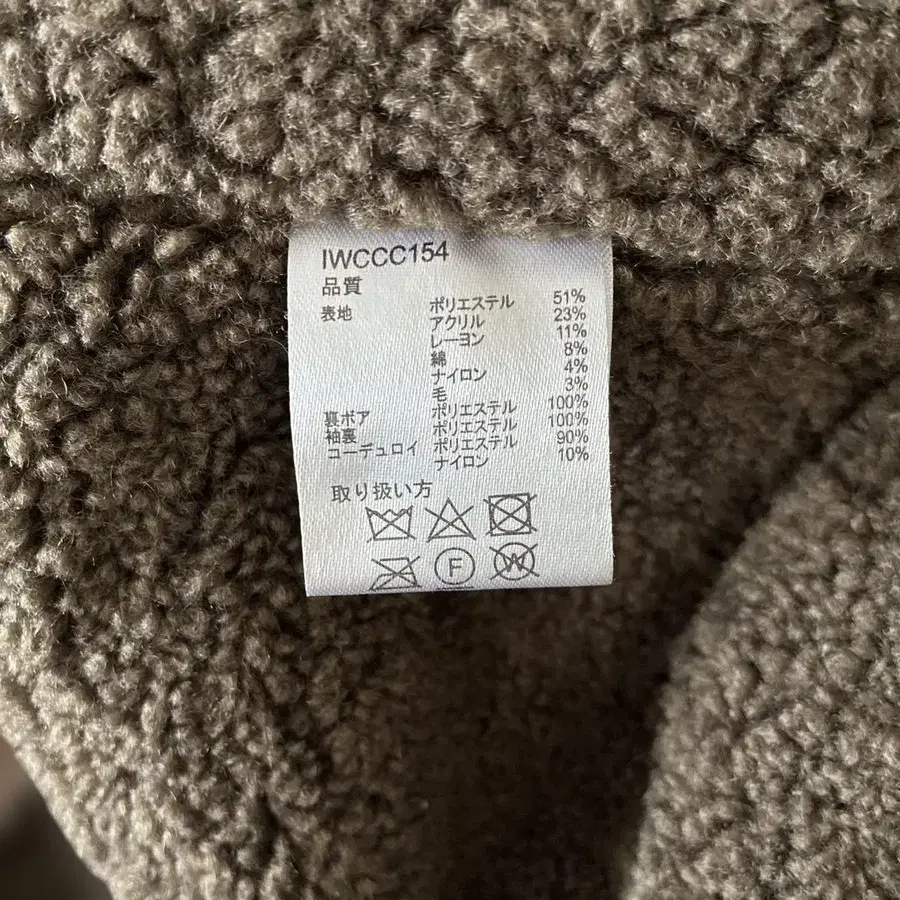 IWCCC154
品質
表地 ポリエステル 51%
アクリル 23%
レーヨン 11%
綿 8%
ナイロン 4%
毛 3%
裏ボア ポリエステル 100%
袖裏 ポリエステル 100%
コーデュロイ ポリエステル 90%
ナイロン 10%
取り扱い方
F W